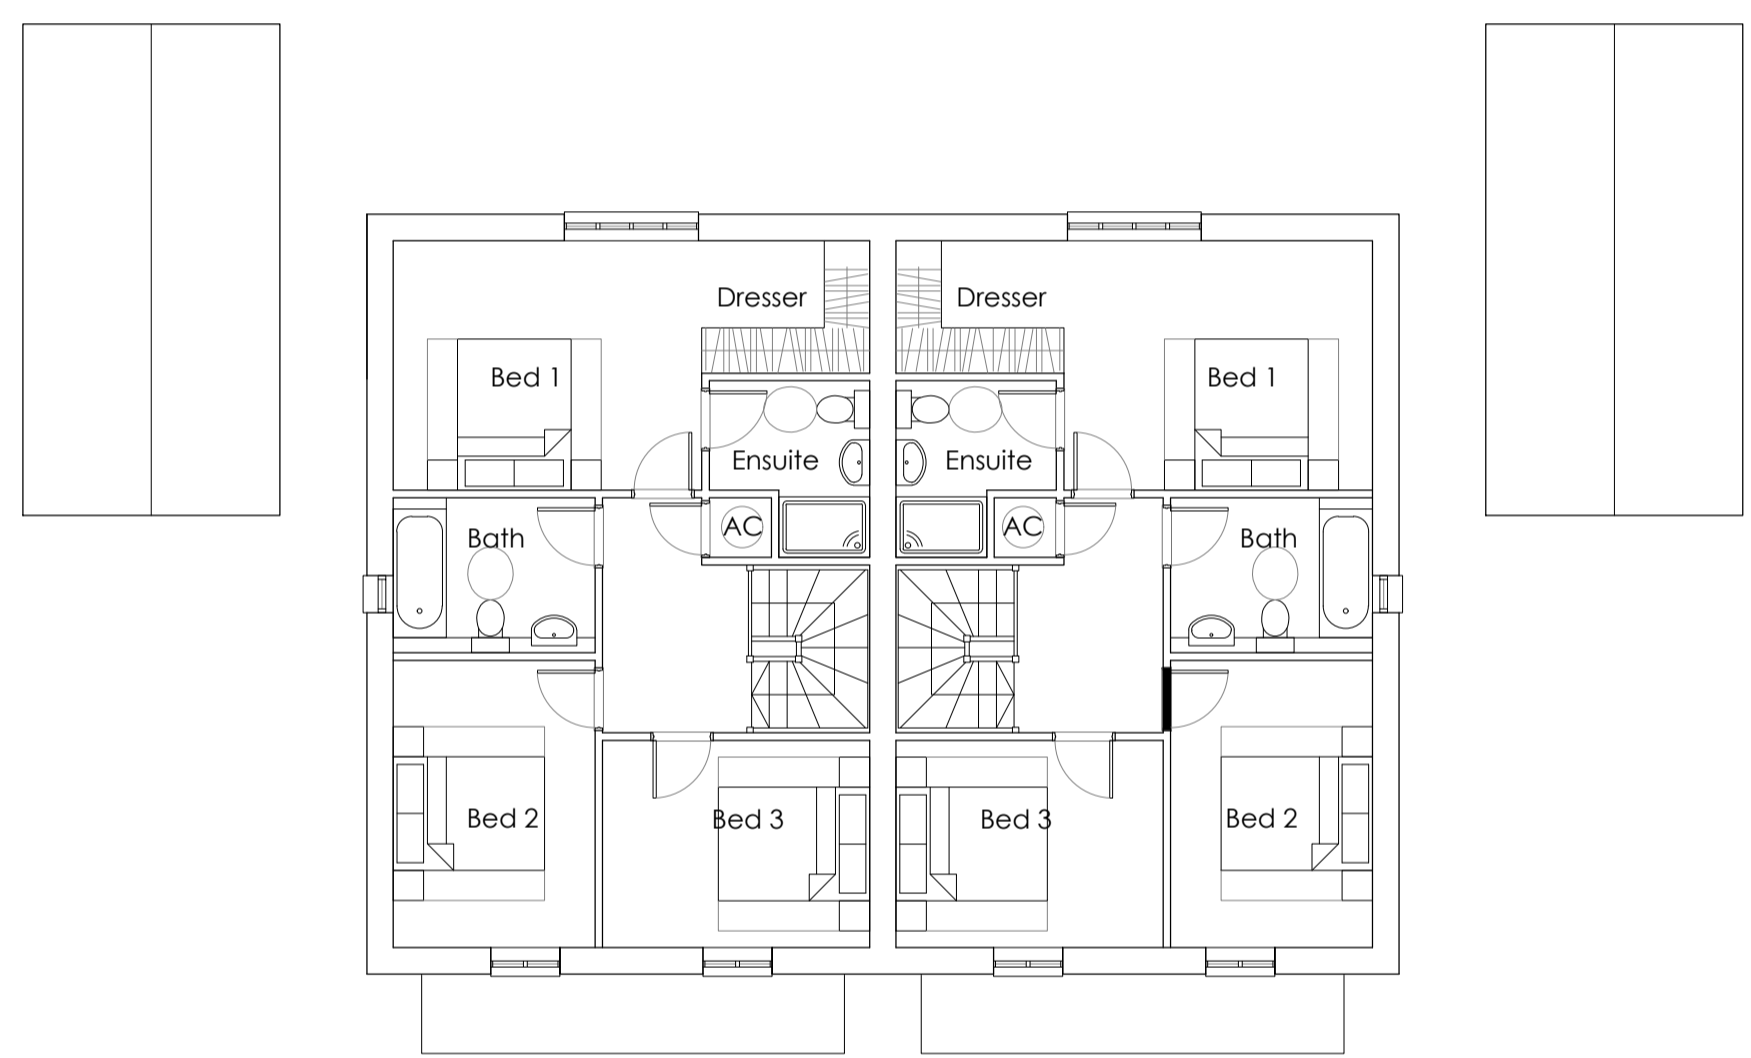 Dresser
Dresser
Bed 1
Bed 1
Ensuite
Ensuite
AC
AC
Bath
Bath
Bed 2
Bed 3
Bed 3
Bed 2